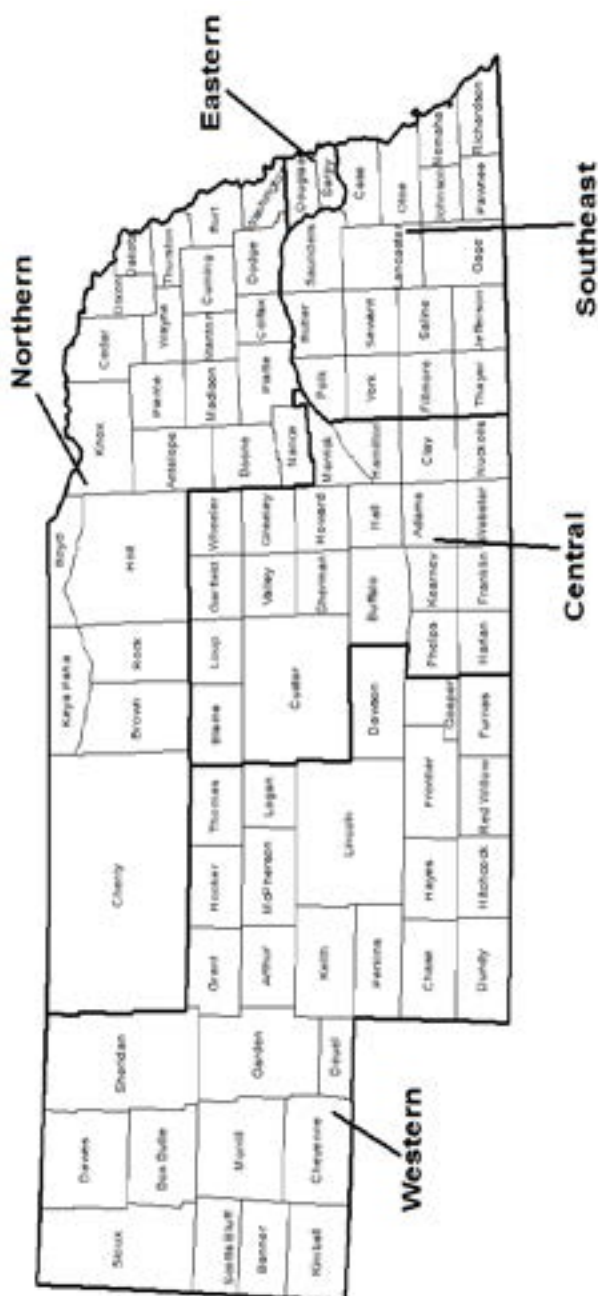 Northern
Eastern
Sioux
Dawes
Sheridan
Cherry
Keya Paha
Boyd
Brown
Rock
Holt
Knox
Cedar
Dixon
Dakota
Antelope
Pierce
Wayne
Thurston
Box Butte
Scotts Bluff
Banner
Kimball
Morrill
Cheyenne
Garden
Deuel
Grant
Hooker
Thomas
Blaine
Loup
Garfield
Wheeler
Boone
Madison
Stanton
Cuming
Burt
Arthur
McPherson
Logan
Custer
Valley
Greeley
Nance
Platte
Colfax
Dodge
Washington
Keith
Lincoln
Sherman
Howard
Merrick
Polk
Butler
Saunders
Douglas
Sarpy
Perkins
Dawson
Buffalo
Hall
Hamilton
York
Seward
Lancaster
Cass
Otoe
Chase
Hayes
Frontier
Gosper
Phelps
Kearney
Adams
Clay
Fillmore
Saline
Gage
Johnson
Nemaha
Dundy
Hitchcock
Red Willow
Furnas
Harlan
Franklin
Webster
Nuckolls
Thayer
Jefferson
Pawnee
Richardson
Western
Central
Southeast